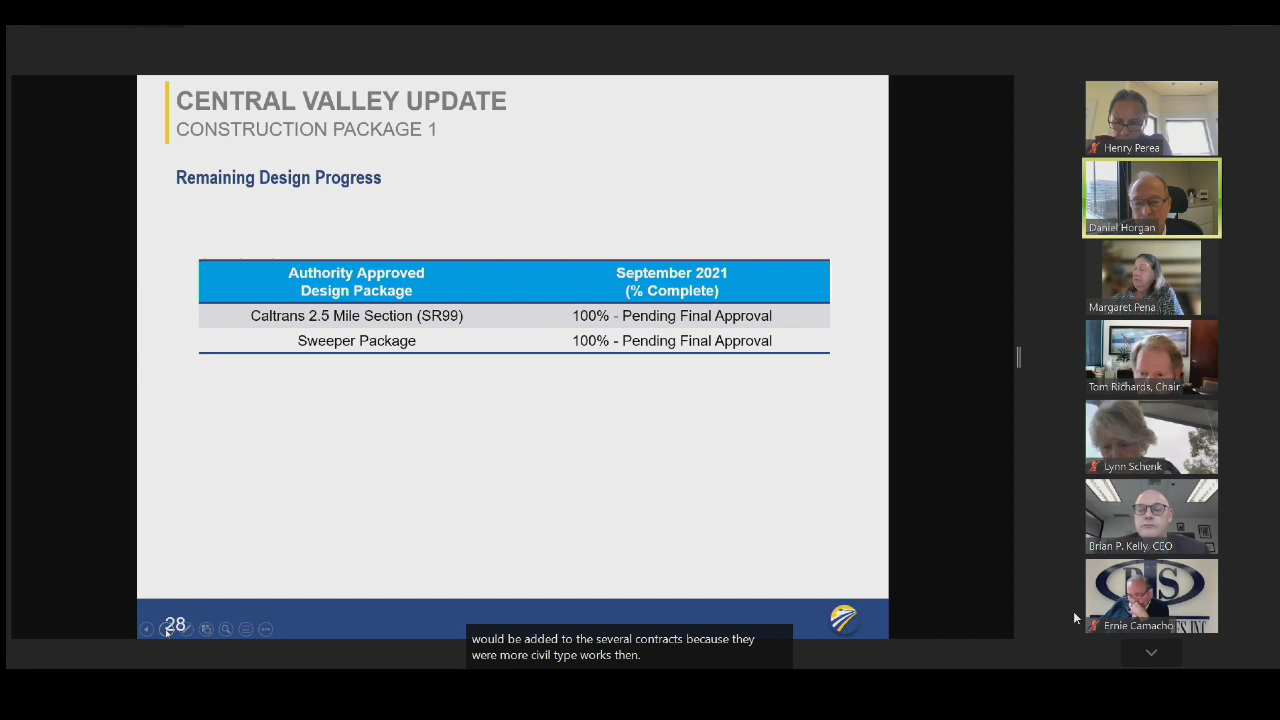 CENTRAL VALLEY UPDATE
CONSTRUCTION PACKAGE 1
Remaining Design Progress
Authority Approved
Design Package
September 2021
(% Complete)
Caltrans 2.5 Mile Section (SR99)
100% - Pending Final Approval
Sweeper Package
100% - Pending Final Approval
28
would be added to the several contracts because they
were more civil type works then.
Henry Perea
Daniel Horgan
Margaret Pena
Tom Richards, Chair
Lynn Schenk
Brian P. Kelly, CEO
Ernie Camacho